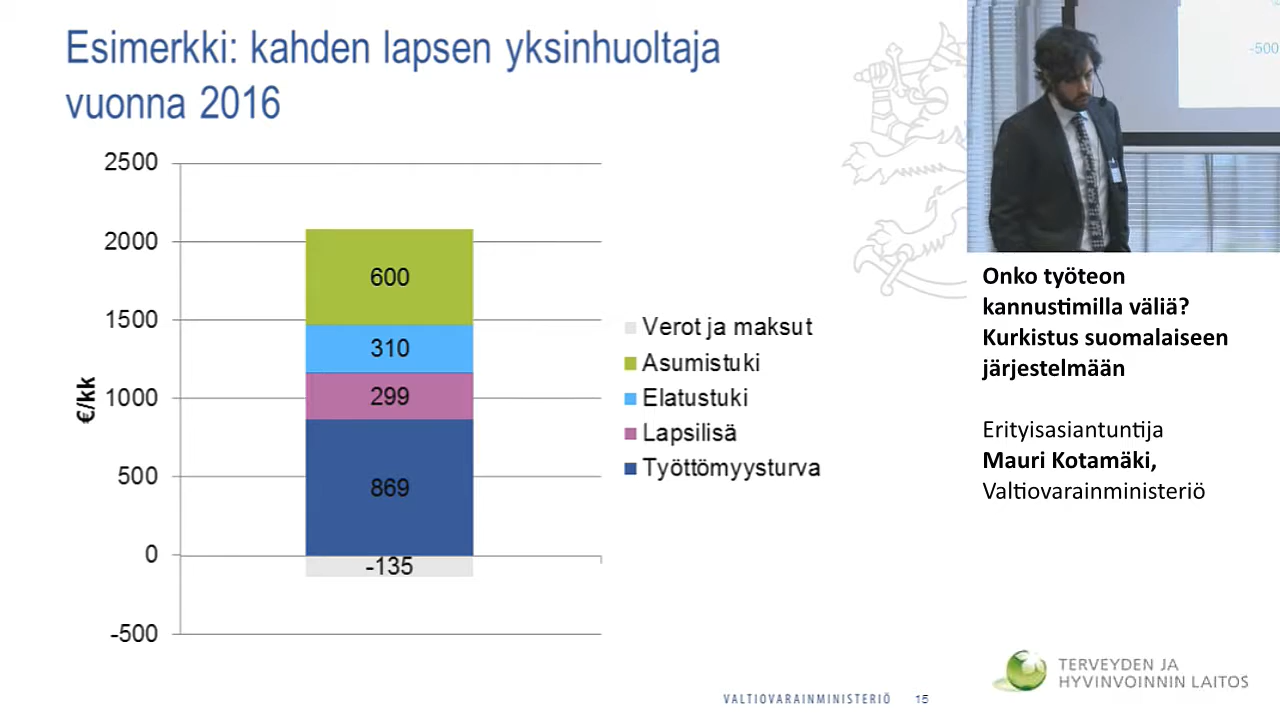 Esimerkki: kahden lapsen yksinhuoltaja
vuonna 2016
2500
2000
1500
1000
500
0
-500
€/kk
600
310
299
869
-135
Verot ja maksut
Asumistuki
Elatustuki
Lapsilisä
Työttömyysturva
-500
Onko työteon
kannustimilla väliä?
Kurkistus suomalaiseen
järjestelmään
Erityisasiantuntija
Mauri Kotamäki,
Valtiovarainministeriö
TERVEYDEN JA
HYVINVOINNIN LAITOS
VALTIOVARAINMINISTERIÖ 15